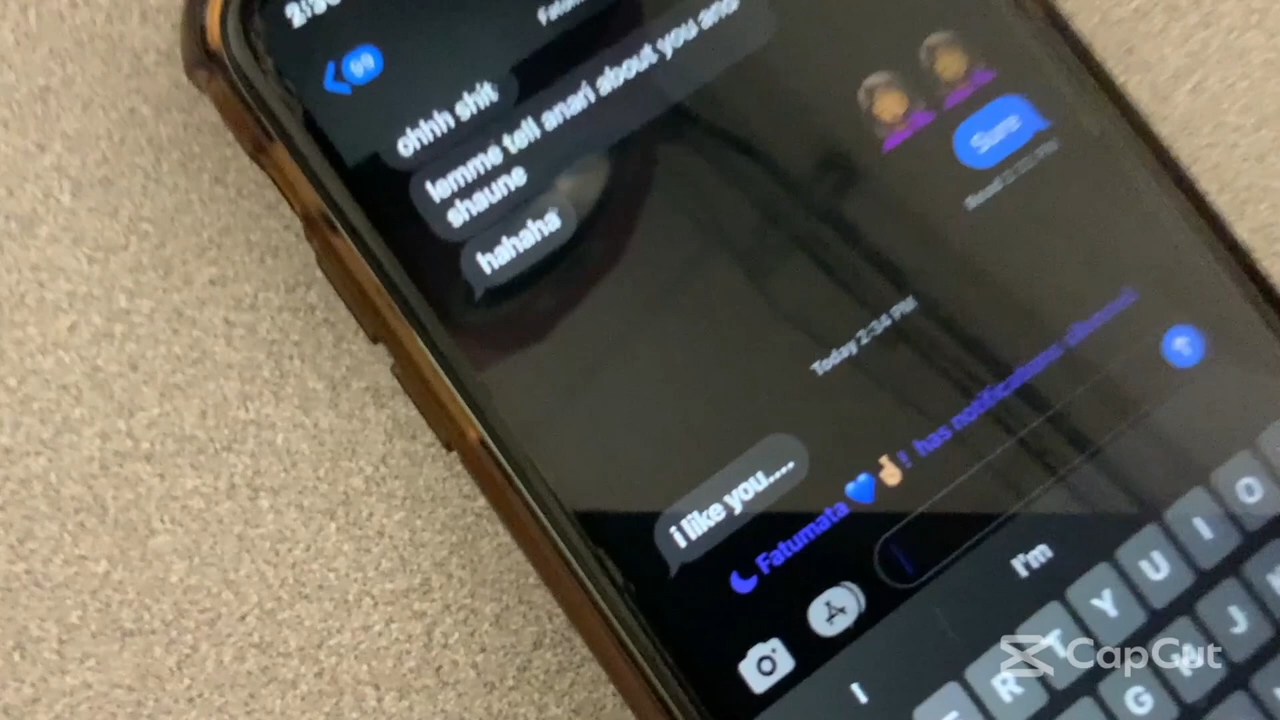 99
ohhh shit
lemme tell anari about you and
shaune
hahaha
Sure
Today 2:34 PM
i like you....
Fatumata 💙🤞🏼! has notifications silenced
I
I'm
R T Y U I O
G H J
CapCut